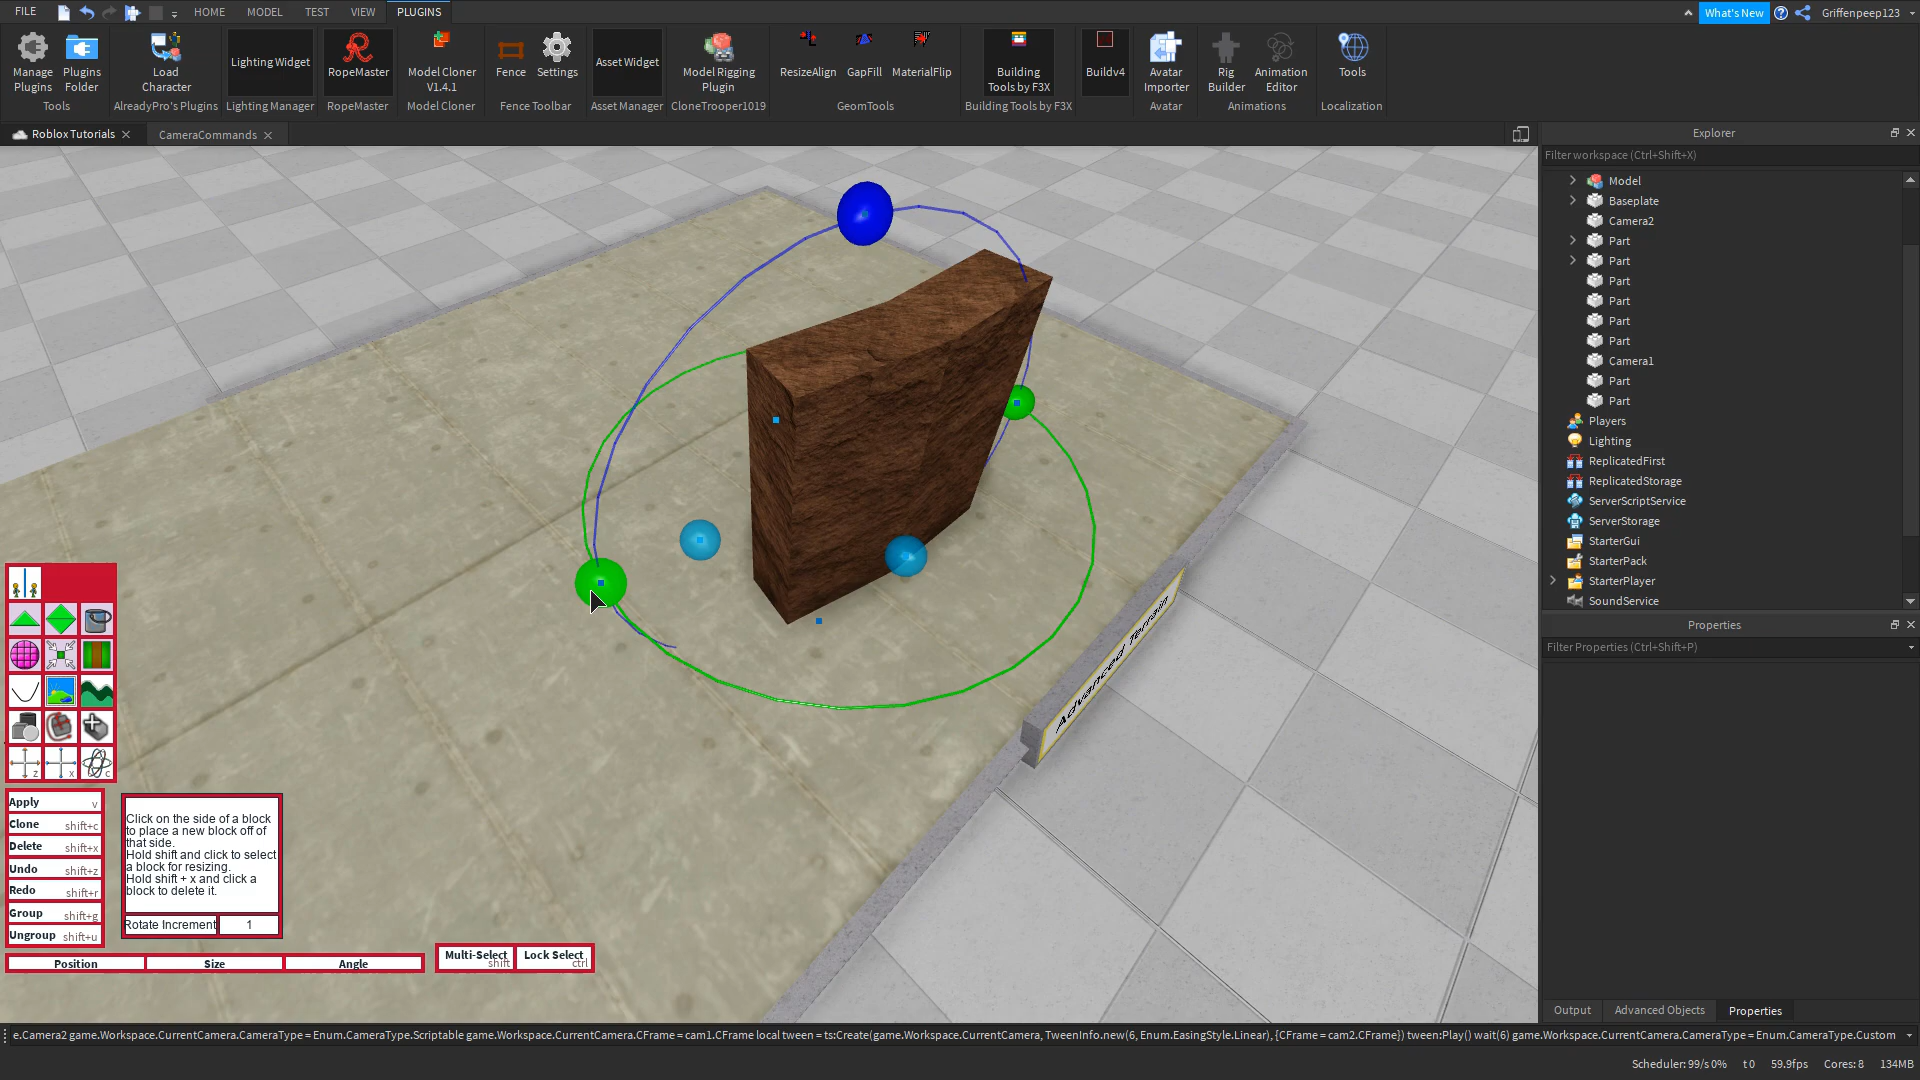 FILE HOME MODEL TEST VIEW PLUGINS What's New Griffenpeep123
Manage Plugins
Plugins Folder
Tools
Load Character
AlreadyPro's Plugins
Lighting Widget
Lighting Manager
RopeMaster
RopeMaster
Model Cloner V1.4.1
Model Cloner
Fence
Settings
Fence Toolbar
Asset Widget
Asset Manager
Model Rigging Plugin
CloneTrooper1019
ResizeAlign
GapFill
MaterialFlip
GeomTools
Building Tools by F3X
Building Tools by F3X
Buildv4
Avatar Importer
Avatar
Rig Builder
Animation Editor
Animations
Tools
Localization
Roblox Tutorials
CameraCommands
Explorer
Filter workspace (Ctrl+Shift+X)
Model
Baseplate
Camera2
Part
Part
Part
Part
Part
Part
Camera1
Part
Part
Players
Lighting
ReplicatedFirst
ReplicatedStorage
ServerScriptService
ServerStorage
StarterGui
StarterPack
StarterPlayer
SoundService
Properties
Filter Properties (Ctrl+Shift+P)
Output Advanced Objects Properties
Advanced Terrain
z x c
Apply v
Clone shift+c
Delete shift+x
Undo shift+z
Redo shift+r
Group shift+g
Ungroup shift+u
Click on the side of a block
to place a new block off of
that side.
Hold shift and click to select
a block for resizing.
Hold shift + x and click a
block to delete it.
Rotate Increment 1
Position Size Angle
Multi-Select shift
Lock Select ctrl
e.Camera2 game.Workspace.CurrentCamera.CameraType = Enum.CameraType.Scriptable game.Workspace.CurrentCamera.CFrame = cam1.CFrame local tween = ts:Create(game.Workspace.CurrentCamera, TweenInfo.new(6, Enum.EasingStyle.Linear), {CFrame = cam2.CFrame}) tween:Play() wait(6) game.Workspace.CurrentCamera.CameraType = Enum.CameraType.Custom
Scheduler: 99/s 0% t 0 59.9fps Cores: 8 134MB